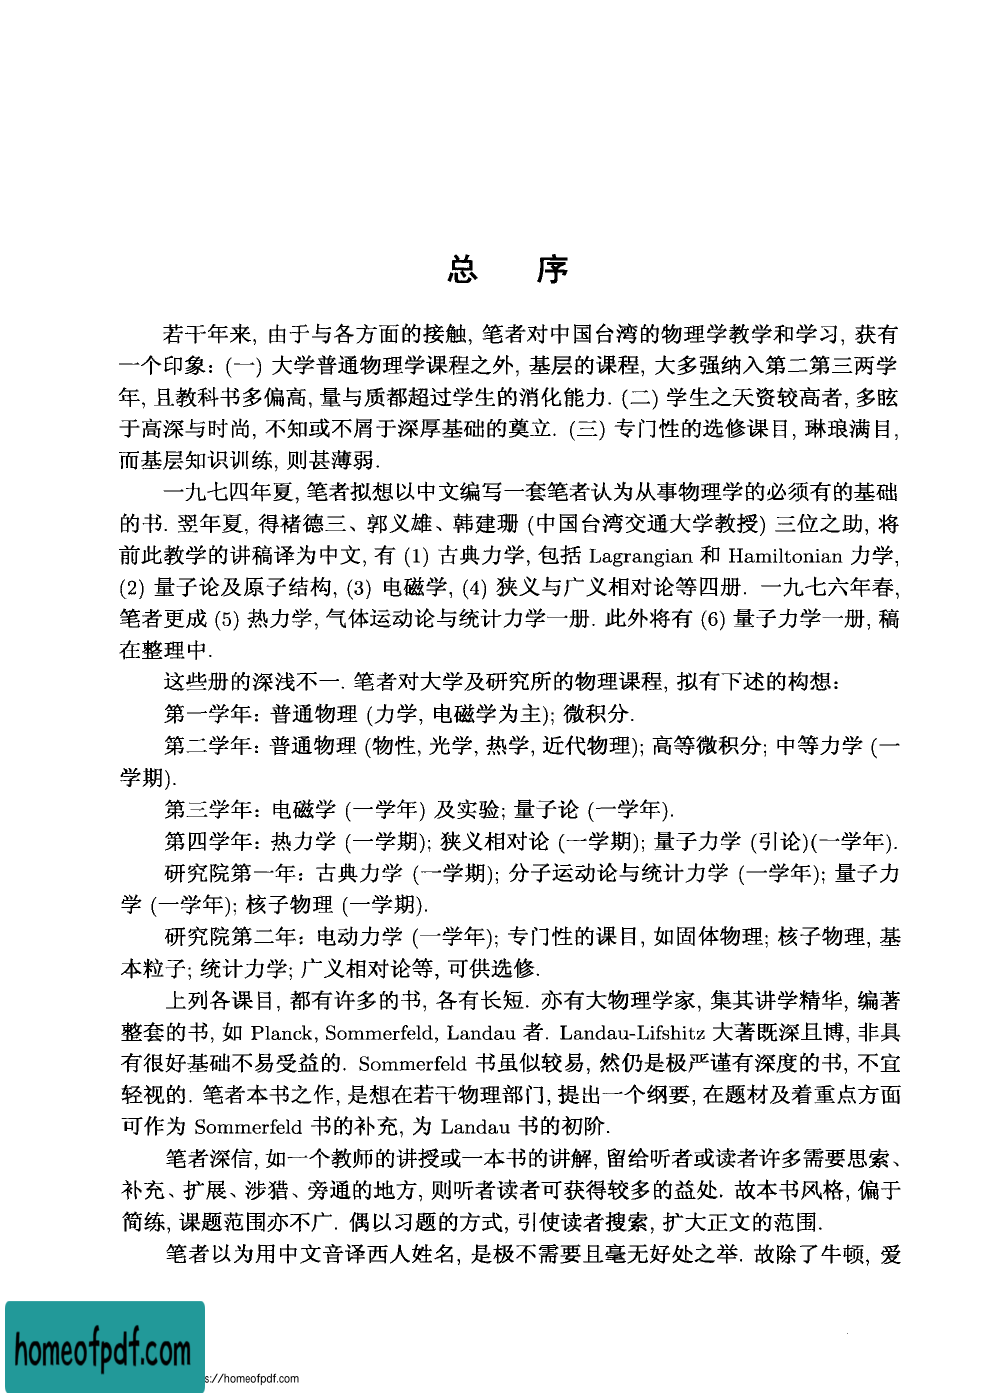 总 序
若干年来, 由于与各方面的接触, 笔者对中国台湾的物理学教学和学习, 获有
一个印象: (一) 大学普通物理学课程之外, 基层的课程, 大多强纳入第二第三两学
年, 且教科书多偏高, 量与质都超过学生的消化能力. (二) 学生之天资较高者, 多眩
于高深与时尚, 不知或不屑于深厚基础的奠立. (三) 专门性的选修课目, 琳琅满目,
而基层知识训练, 则甚薄弱.
一九七四年夏, 笔者拟想以中文编写一套笔者认为从事物理学的必须有的基础
的书. 翌年夏, 得褚德三、郭义雄、韩建珊 (中国台湾交通大学教授) 三位之助, 将
前此教学的讲稿译为中文, 有 (1) 古典力学, 包括 Lagrangian 和 Hamiltonian 力学,
(2) 量子论及原子结构, (3) 电磁学, (4) 狭义与广义相对论等四册. 一九七六年春,
笔者更成 (5) 热力学, 气体运动论与统计力学一册. 此外将有 (6) 量子力学一册, 稿
在整理中.
这些册的深浅不一. 笔者对大学及研究所的物理课程, 拟有下述的构想:
第一学年: 普通物理 (力学, 电磁学为主); 微积分.
第二学年: 普通物理 (物性, 光学, 热学, 近代物理); 高等微积分; 中等力学 (一
学期).
第三学年: 电磁学 (一学年) 及实验; 量子论 (一学年).
第四学年: 热力学 (一学期); 狭义相对论 (一学期); 量子力学 (引论)(一学年).
研究院第一年: 古典力学 (一学期); 分子运动论与统计力学 (一学年); 量子力
学 (一学年); 核子物理 (一学期).
研究院第二年: 电动力学 (一学年); 专门性的课目, 如固体物理; 核子物理, 基
本粒子; 统计力学; 广义相对论等, 可供选修.
上列各课目, 都有许多的书, 各有长短. 亦有大物理学家, 集其讲学精华, 编著
整套的书, 如 Planck, Sommerfeld, Landau 者. Landau-Lifshitz 大著既深且博, 非具
有很好基础不易受益的. Sommerfeld 书虽似较易, 然仍是极严谨有深度的书, 不宜
轻视的. 笔者本书之作, 是想在若干物理部门, 提出一个纲要, 在题材及着重点方面
可作为 Sommerfeld 书的补充, 为 Landau 书的初阶.
笔者深信, 如一个教师的讲授或一本书的讲解, 留给听者或读者许多需要思索、
补充、扩展、涉猎、旁通的地方, 则听者读者可获得较多的益处. 故本书风格, 偏于
简练, 课题范围亦不广. 偶以习题的方式, 引使读者搜索, 扩大正文的范围.
笔者以为用中文音译西人姓名, 是极不需要且毫无好处之举. 故除了牛顿, 爱
homeofpdf.com
s://homeofpdf.com